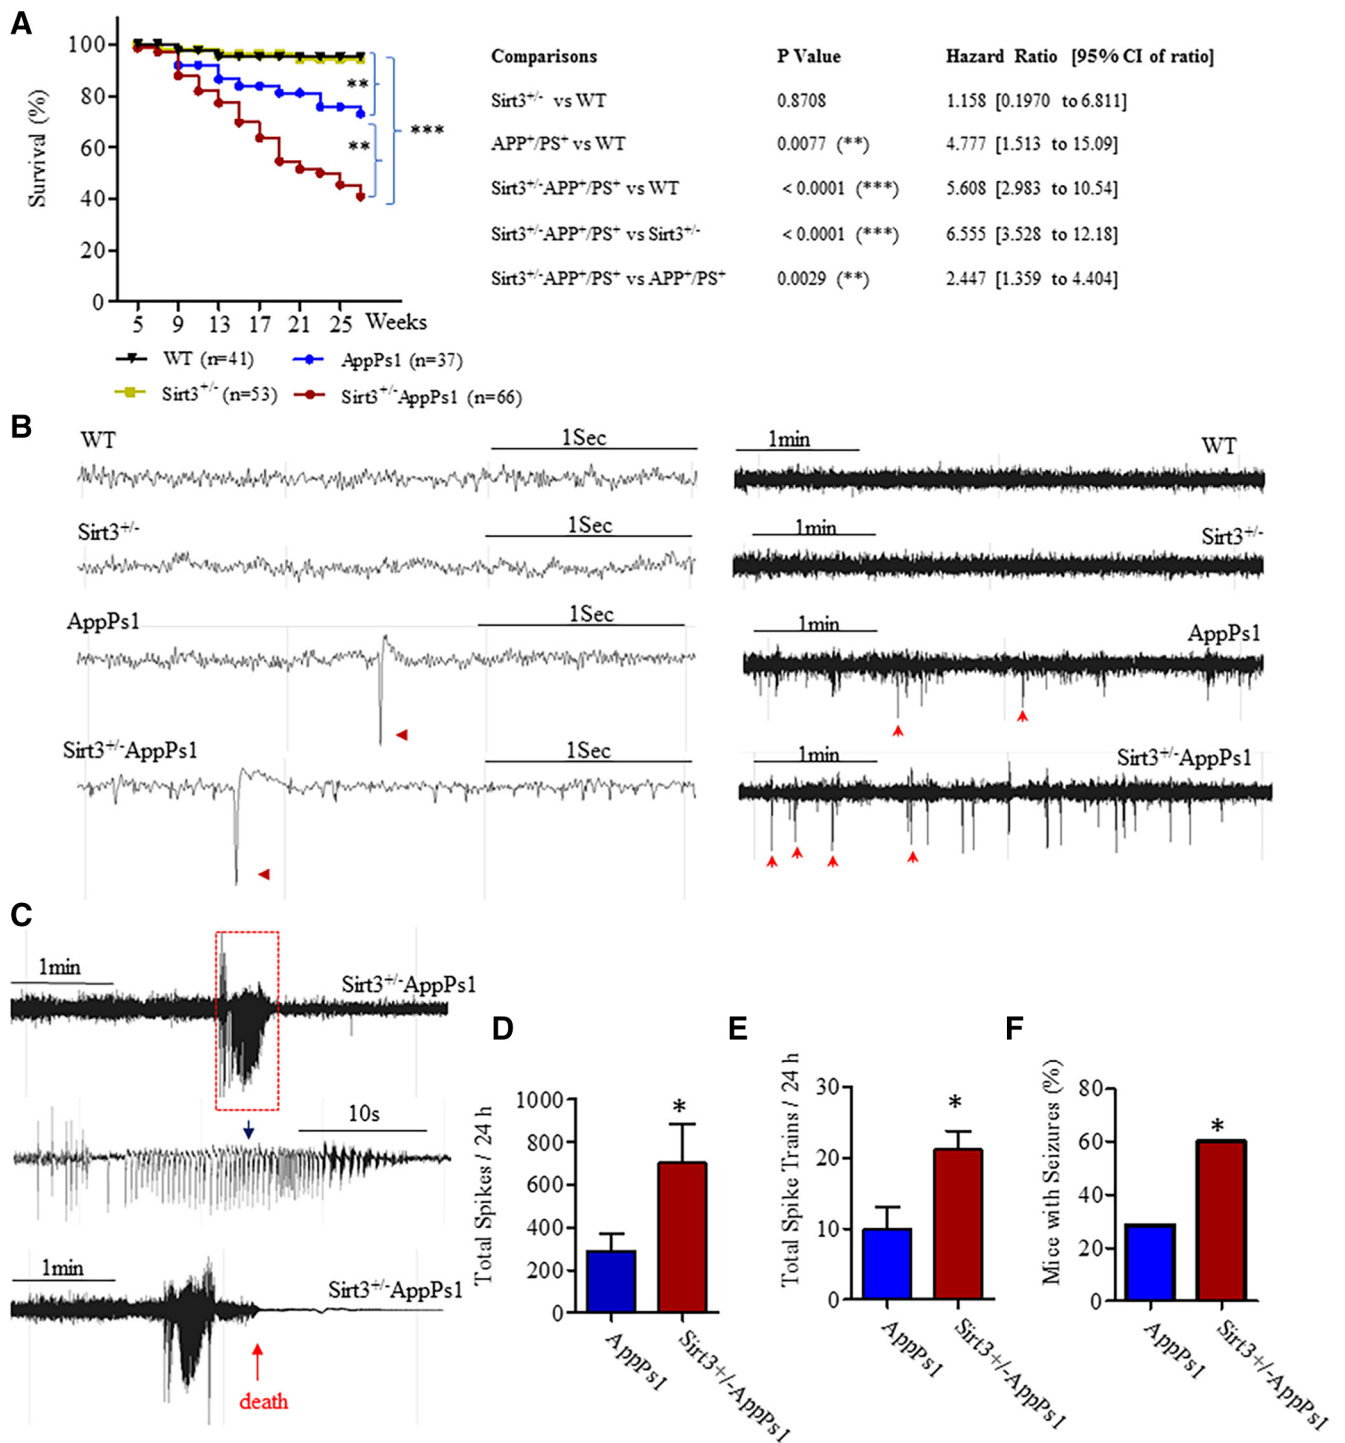 A
Survival (%)
100
80
60
40
20
0
5 9 13 17 21 25 Weeks
**
**
***
WT (n=41)
AppPs1 (n=37)
Sirt3+/- (n=53)
Sirt3+/-AppPs1 (n=66)
Comparisons P Value Hazard Ratio [95% CI of ratio]
Sirt3+/- vs WT 0.8708 1.158 [0.1970 to 6.811]
APP+/PS+ vs WT 0.0077 (**) 4.777 [1.513 to 15.09]
Sirt3+/-APP+/PS+ vs WT < 0.0001 (***) 5.608 [2.983 to 10.54]
Sirt3+/-APP+/PS+ vs Sirt3+/- < 0.0001 (***) 6.555 [3.528 to 12.18]
Sirt3+/-APP+/PS+ vs APP+/PS+ 0.0029 (**) 2.447 [1.359 to 4.404]
B
WT
1Sec
Sirt3+/-
1Sec
AppPs1
1Sec
Sirt3+/-AppPs1
1Sec
1min
WT
1min
Sirt3+/-
1min
AppPs1
1min
Sirt3+/-AppPs1
C
1min
Sirt3+/-AppPs1
10s
1min
Sirt3+/-AppPs1
death
D
Total Spikes / 24 h
1000
800
600
400
200
0
*
AppPs1
Sirt3+/-AppPs1
E
Total Spike Trains / 24 h
30
20
10
0
*
AppPs1
Sirt3+/-AppPs1
F
Mice with Seizures (%)
80
60
40
20
0
*
AppPs1
Sirt3+/-AppPs1